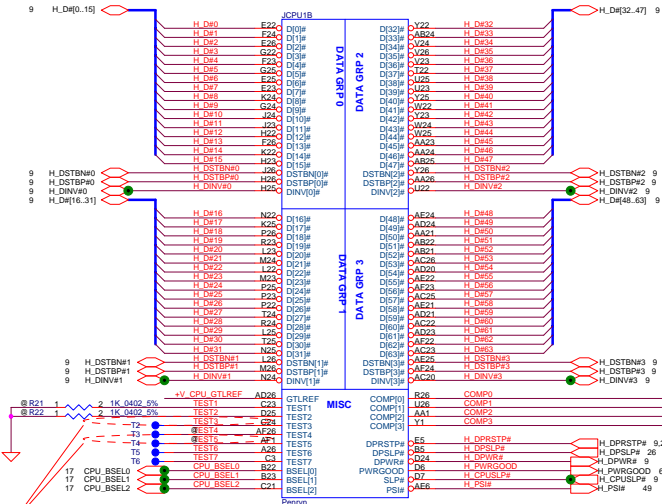 JCPU1B
9 H_D#[0..15] H_D#[32..47] 9
H_D#0 E22 D[0]# D[32]# Y22 H_D#32
H_D#1 F24 D[1]# D[33]# AB24 H_D#33
H_D#2 E26 D[2]# D[34]# V24 H_D#34
H_D#3 G22 D[3]# D[35]# V26 H_D#35
H_D#4 F23 D[4]# D[36]# V23 H_D#36
H_D#5 G25 D[5]# D[37]# T22 H_D#37
H_D#6 E25 D[6]# D[38]# U25 H_D#38
H_D#7 E23 D[7]# D[39]# U23 H_D#39
H_D#8 K24 D[8]# D[40]# Y25 H_D#40
H_D#9 G24 D[9]# D[41]# W22 H_D#41
H_D#10 J24 D[10]# D[42]# Y23 H_D#42
H_D#11 J23 D[11]# D[43]# W24 H_D#43
H_D#12 H22 D[12]# D[44]# W25 H_D#44
H_D#13 F26 D[13]# D[45]# AA23 H_D#45
H_D#14 K22 D[14]# D[46]# AA24 H_D#46
H_D#15 H23 D[15]# D[47]# AB25 H_D#47
9 H_DSTBN#0 H_DSTBN#0 J26 DSTBN[0]# DSTBN[2]# Y26 H_DSTBN#2 H_DSTBN#2 9
9 H_DSTBP#0 H_DSTBP#0 H26 DSTBP[0]# DSTBP[2]# AA26 H_DSTBP#2 H_DSTBP#2 9
9 H_DINV#0 H_DINV#0 H25 DINV[0]# DINV[2]# U22 H_DINV#2 H_DINV#2 9
DATA GRP 0
DATA GRP 2
9 H_D#[16..31] H_D#[48..63] 9
H_D#16 N22 D[16]# D[48]# AE24 H_D#48
H_D#17 K25 D[17]# D[49]# AD24 H_D#49
H_D#18 P26 D[18]# D[50]# AA21 H_D#50
H_D#19 R23 D[19]# D[51]# AB22 H_D#51
H_D#20 L23 D[20]# D[52]# AB21 H_D#52
H_D#21 M24 D[21]# D[53]# AC26 H_D#53
H_D#22 L22 D[22]# D[54]# AD20 H_D#54
H_D#23 M23 D[23]# D[55]# AE22 H_D#55
H_D#24 P25 D[24]# D[56]# AF23 H_D#56
H_D#25 P23 D[25]# D[57]# AC25 H_D#57
H_D#26 P22 D[26]# D[58]# AE21 H_D#58
H_D#27 T24 D[27]# D[59]# AD21 H_D#59
H_D#28 R24 D[28]# D[60]# AC22 H_D#60
H_D#29 L25 D[29]# D[61]# AD23 H_D#61
H_D#30 T25 D[30]# D[62]# AF22 H_D#62
H_D#31 N25 D[31]# D[63]# AC23 H_D#63
9 H_DSTBN#1 H_DSTBN#1 L26 DSTBN[1]# DSTBN[3]# AE25 H_DSTBN#3 H_DSTBN#3 9
9 H_DSTBP#1 H_DSTBP#1 M26 DSTBP[1]# DSTBP[3]# AF24 H_DSTBP#3 H_DSTBP#3 9
9 H_DINV#1 H_DINV#1 N24 DINV[1]# DINV[3]# AC20 H_DINV#3 H_DINV#3 9
DATA GRP 1
DATA GRP 3
MISC
+V_CPU_GTLREF AD26 GTLREF COMP[0] R26 COMP0
@ R21 1 2 1K_0402_5% TEST1 C23 TEST1 COMP[1] U26 COMP1
@ R22 1 2 1K_0402_5% TEST2 D25 TEST2 COMP[2] AA1 COMP2
T2 TEST3 C24 TEST3 COMP[3] Y1 COMP3
T3 @TEST4 AF26 TEST4
T4 @TEST5 AF1 TEST5 DPRSTP# E5 H_DPRSTP# H_DPRSTP# 9,2
T5 TEST6 A26 TEST6 DPSLP# B5 H_DPSLP# H_DPSLP# 26
T6 TEST7 C3 TEST7 DPWR# D24 H_DPWR# H_DPWR# 9
17 CPU_BSEL0 CPU_BSEL0 B22 BSEL[0] PWRGOOD D6 H_PWRGOOD H_PWRGOOD 6
17 CPU_BSEL1 CPU_BSEL1 B23 BSEL[1] SLP# D7 H_CPUSLP# H_CPUSLP# 9
17 CPU_BSEL2 CPU_BSEL2 C21 BSEL[2] PSI# AE6 H_PSI# H_PSI# 49
Penryn